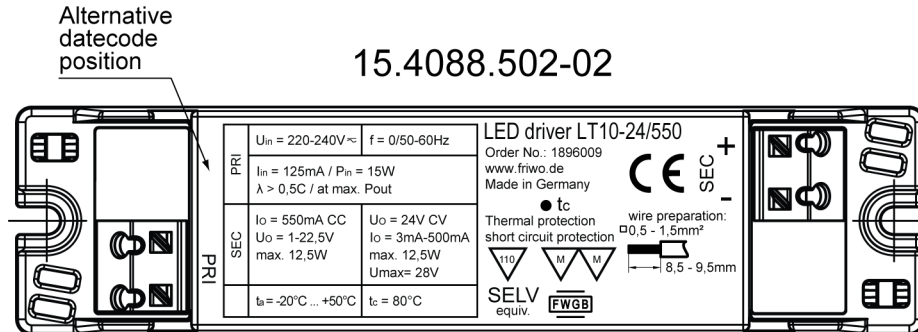 Alternative
datecode
position
15.4088.502-02
PRI
Uin = 220-240V ≂
f = 0/50-60Hz
Iin = 125mA / Pin = 15W
λ > 0,5C / at max. Pout
SEC
Io = 550mA CC
Uo = 1-22,5V
max. 12,5W
Uo = 24V CV
Io = 3mA-500mA
max. 12,5W
Umax= 28V
ta = -20°C ... +50°C
tc = 80°C
PRI
LED driver LT10-24/550
Order No.: 1896009
www.friwo.de
Made in Germany
● tc
Thermal protection
short circuit protection
110
M
M
SELV
equiv.
FWGB
CE
SEC
+
-
wire preparation:
□0,5 - 1,5mm²
8,5 - 9,5mm